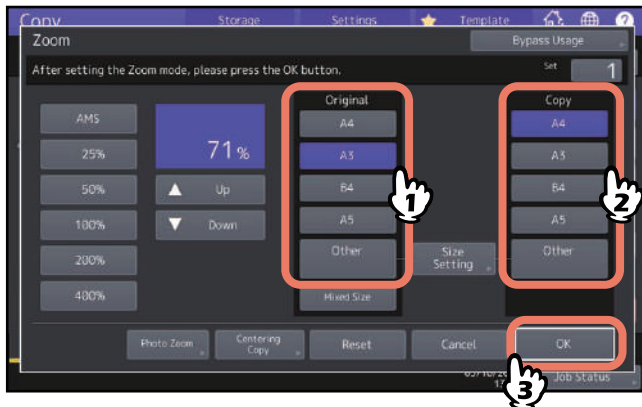 Copy Storage Settings Template
Zoom Bypass Usage
After setting the Zoom mode, please press the OK button. Set 1
Original Copy
AMS A4 A4
25% 71% A3 A3
50% Up B4 B4
100% Down A5 A5
200% Other Size Setting Other
400% Mixed Size
Photo Zoom Centering Copy Reset Cancel OK
Job Status
1
2
3